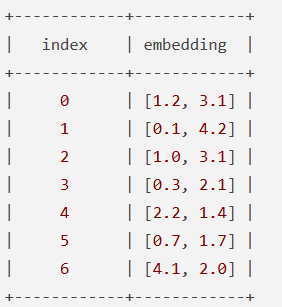 +------------+------------+
|   index    | embedding  |
+------------+------------+
|     0      | [1.2, 3.1] |
|     1      | [0.1, 4.2] |
|     2      | [1.0, 3.1] |
|     3      | [0.3, 2.1] |
|     4      | [2.2, 1.4] |
|     5      | [0.7, 1.7] |
|     6      | [4.1, 2.0] |
+------------+------------+